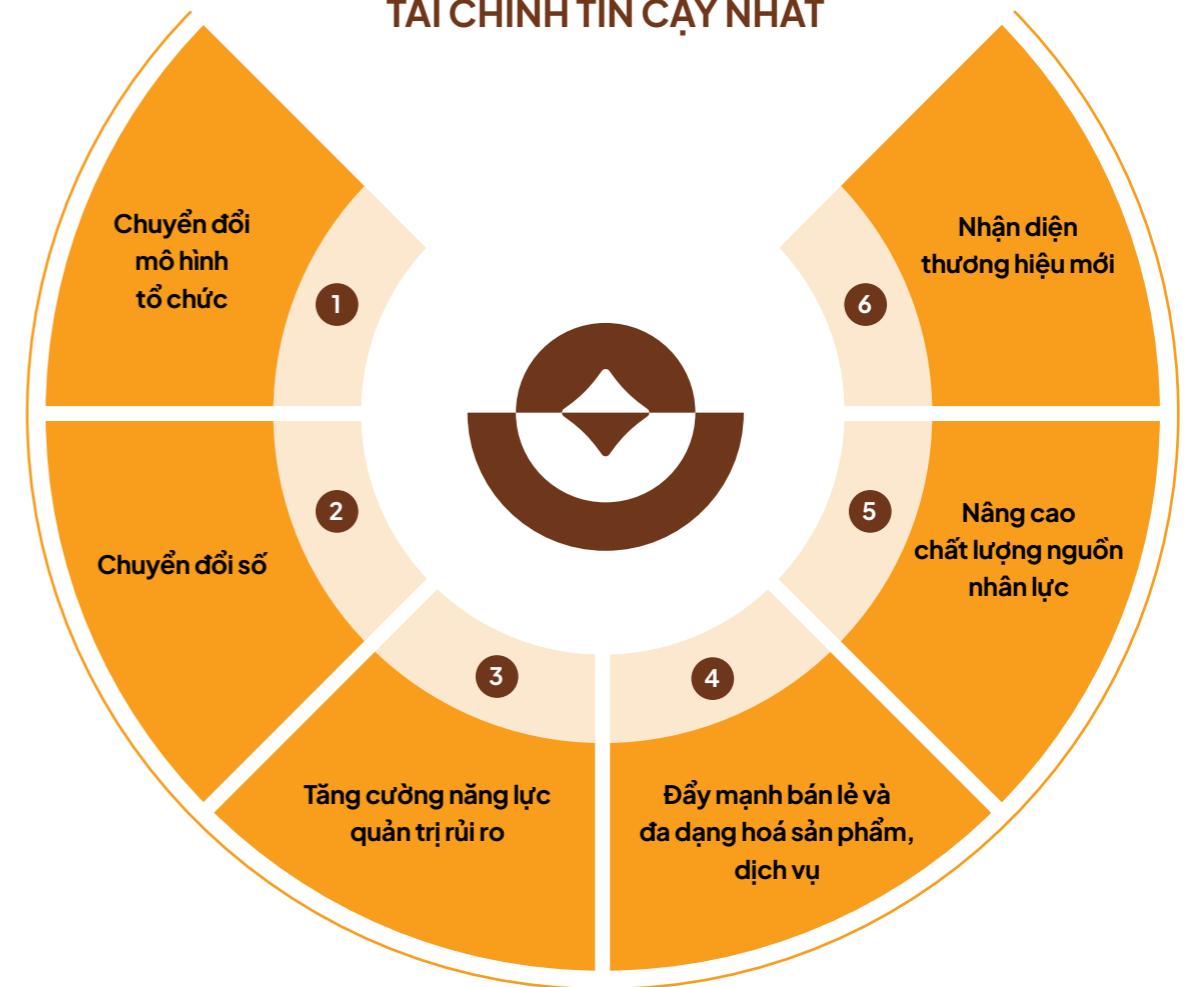 TÀI CHÍNH TIN CẬY NHẤT
Chuyển đổi
mô hình
tổ chức
1
Chuyển đổi số
2
3
Tăng cường năng lực
quản trị rủi ro
4
Đẩy mạnh bán lẻ và
đa dạng hoá sản phẩm,
dịch vụ
5
Nâng cao
chất lượng nguồn
nhân lực
6
Nhận diện
thương hiệu mới